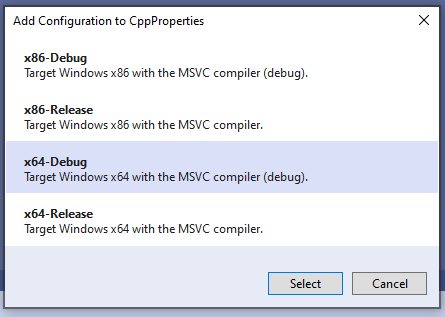 Add Configuration to CppProperties
x86-Debug
Target Windows x86 with the MSVC compiler (debug).
x86-Release
Target Windows x86 with the MSVC compiler.
x64-Debug
Target Windows x64 with the MSVC compiler (debug).
x64-Release
Target Windows x64 with the MSVC compiler.
Select
Cancel